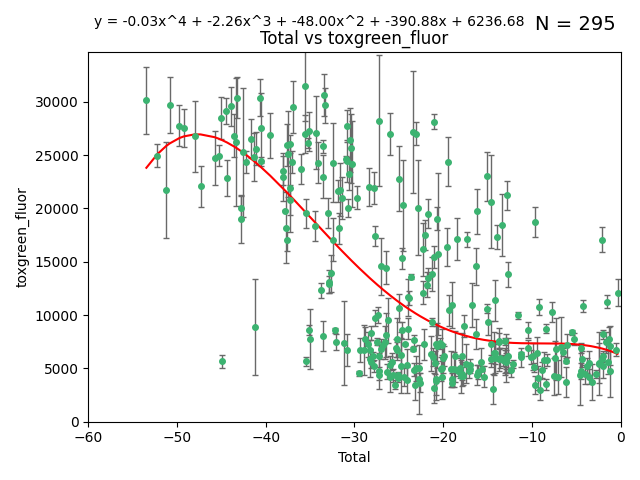 y = -0.03x^4 + -2.26x^3 + -48.00x^2 + -390.88x + 6236.68 N = 295
Total vs toxgreen_fluor
30000
25000
20000
15000
10000
5000
0
toxgreen_fluor
−60 −50 −40 −30 −20 −10 0
Total